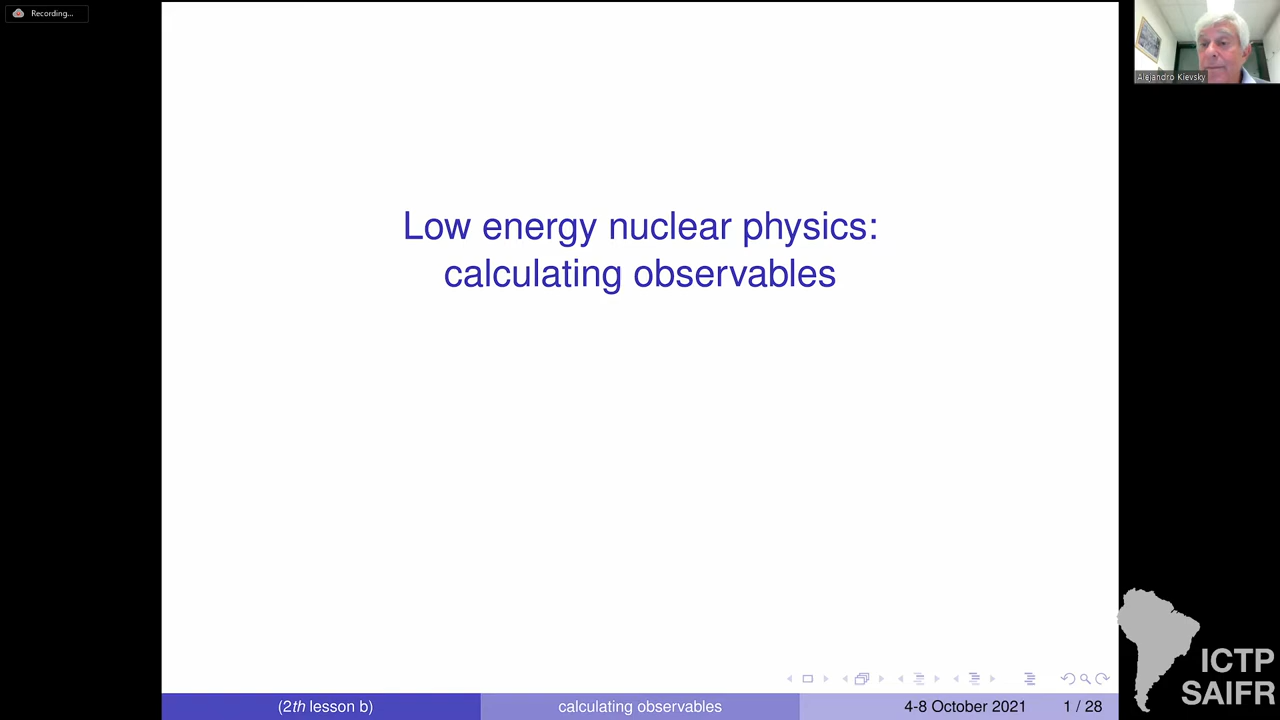 Recording...
Alejandro Kievsky
Low energy nuclear physics:
calculating observables
ICTP
SAIFR
(2th lesson b)
calculating observables
4-8 October 2021
1 / 28